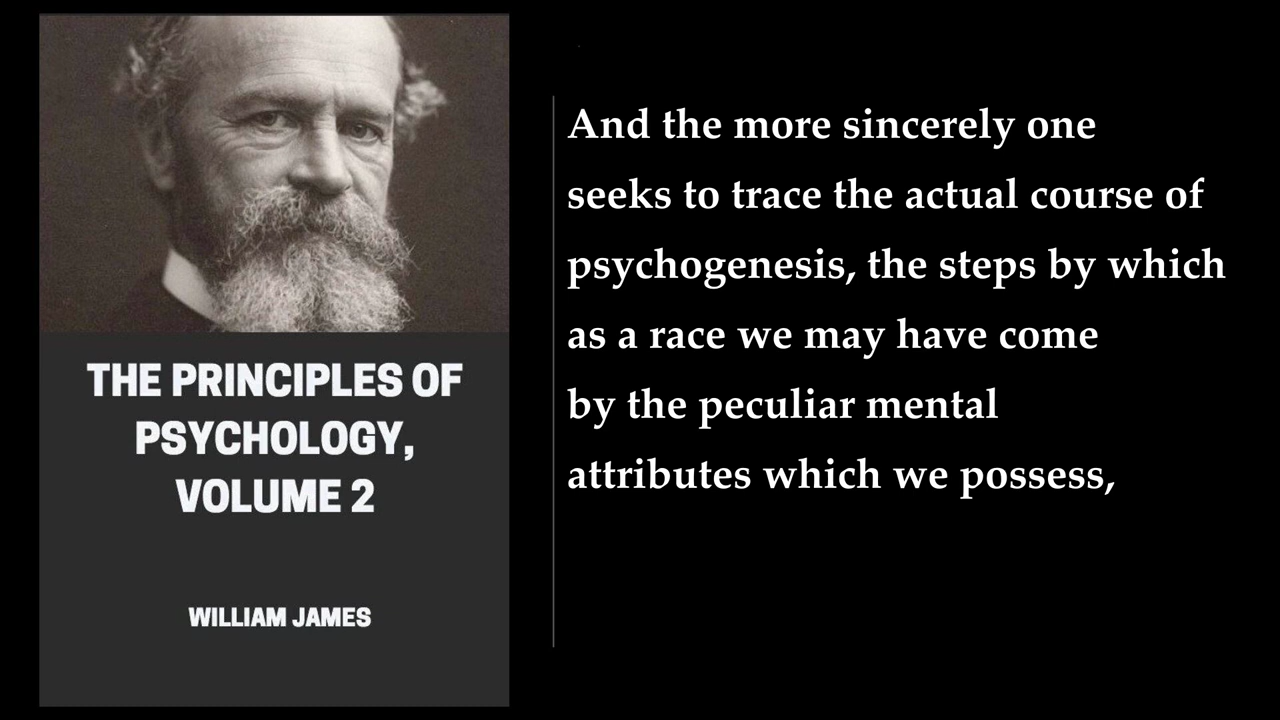 THE PRINCIPLES OF
PSYCHOLOGY,
VOLUME 2
WILLIAM JAMES
And the more sincerely one
seeks to trace the actual course of
psychogenesis, the steps by which
as a race we may have come
by the peculiar mental
attributes which we possess,